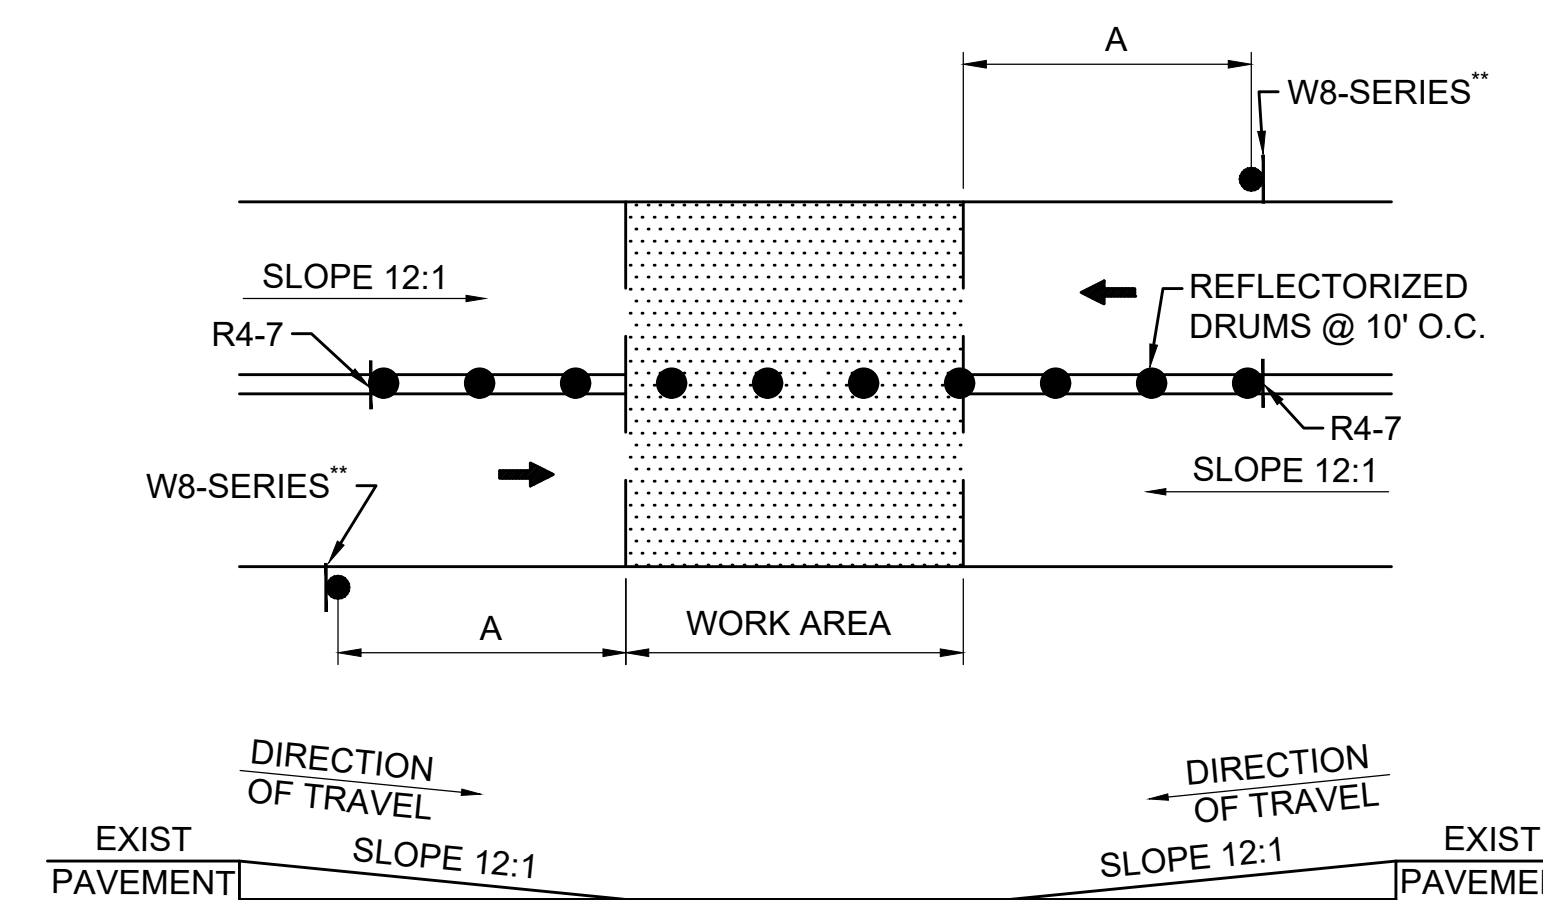 A
W8-SERIES**
SLOPE 12:1
REFLECTORIZED
DRUMS @ 10' O.C.
R4-7
R4-7
SLOPE 12:1
W8-SERIES**
A
WORK AREA
DIRECTION
OF TRAVEL
DIRECTION
OF TRAVEL
EXIST
PAVEMENT
SLOPE 12:1
SLOPE 12:1
EXIST